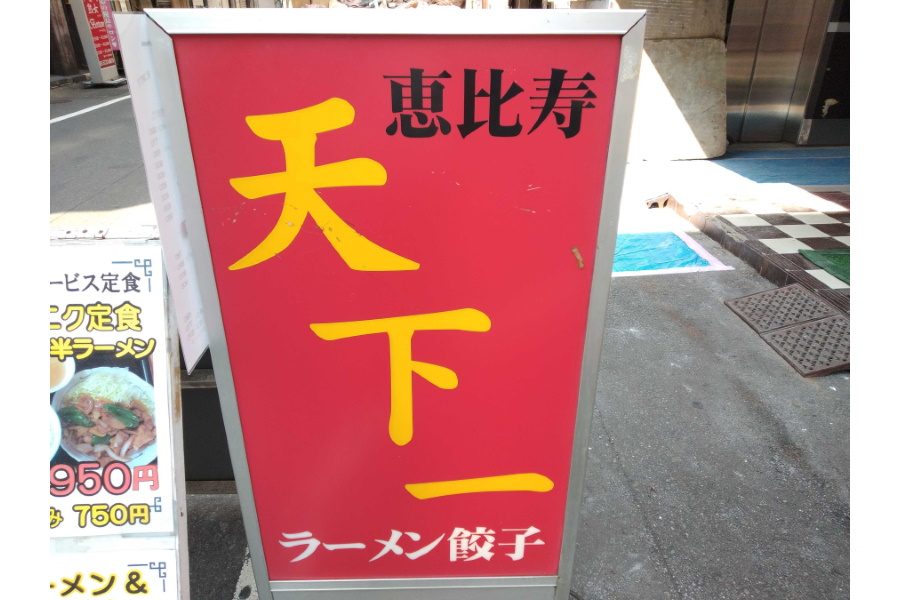 恵比寿
天下一
ラーメン餃子
ービス定食
ニク定食
半ラーメン
950円
み 750円
ーメン&